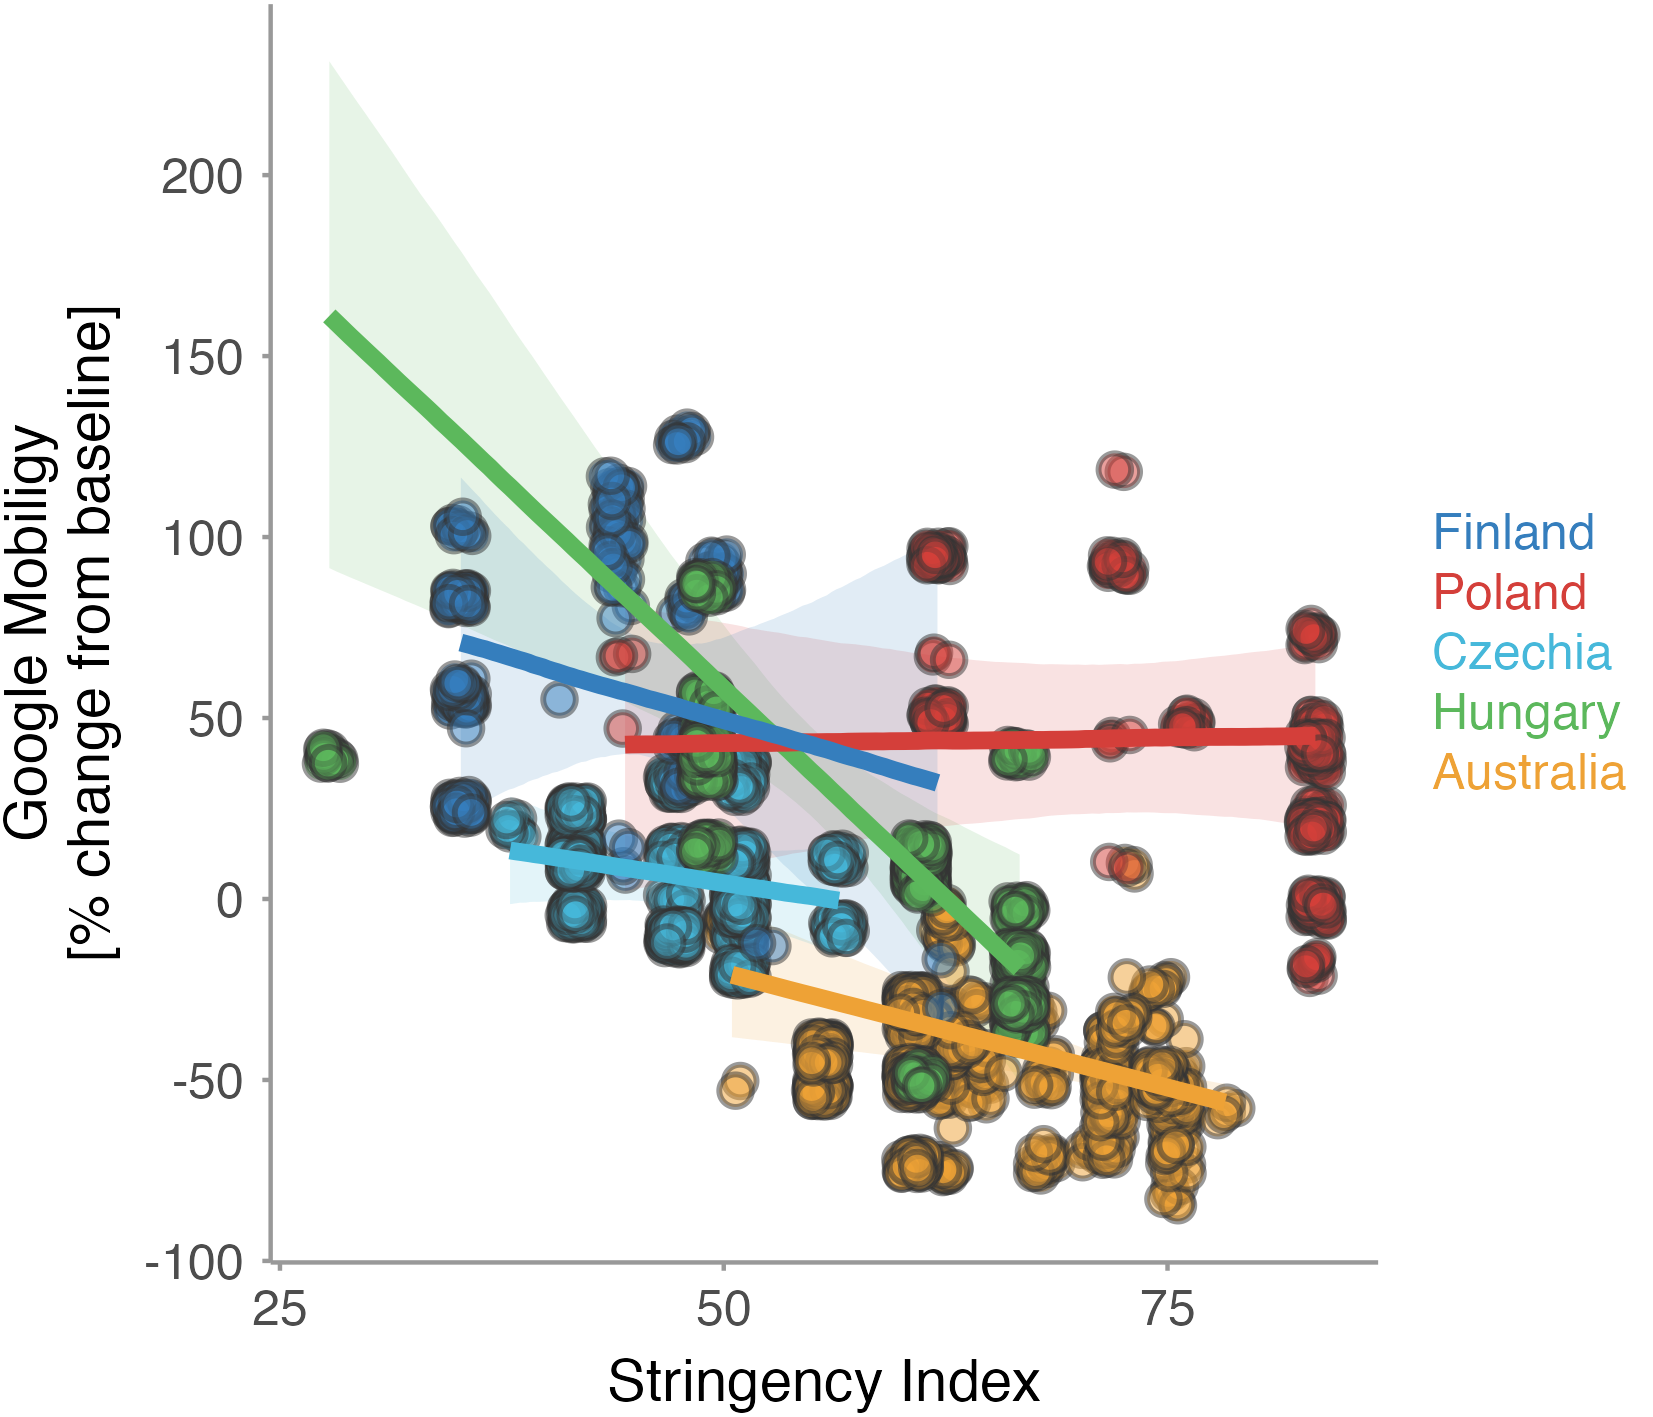 Google Mobiligy
[% change from baseline]
200
150
100
50
0
-50
-100
25
50
75
Stringency Index
Finland
Poland
Czechia
Hungary
Australia